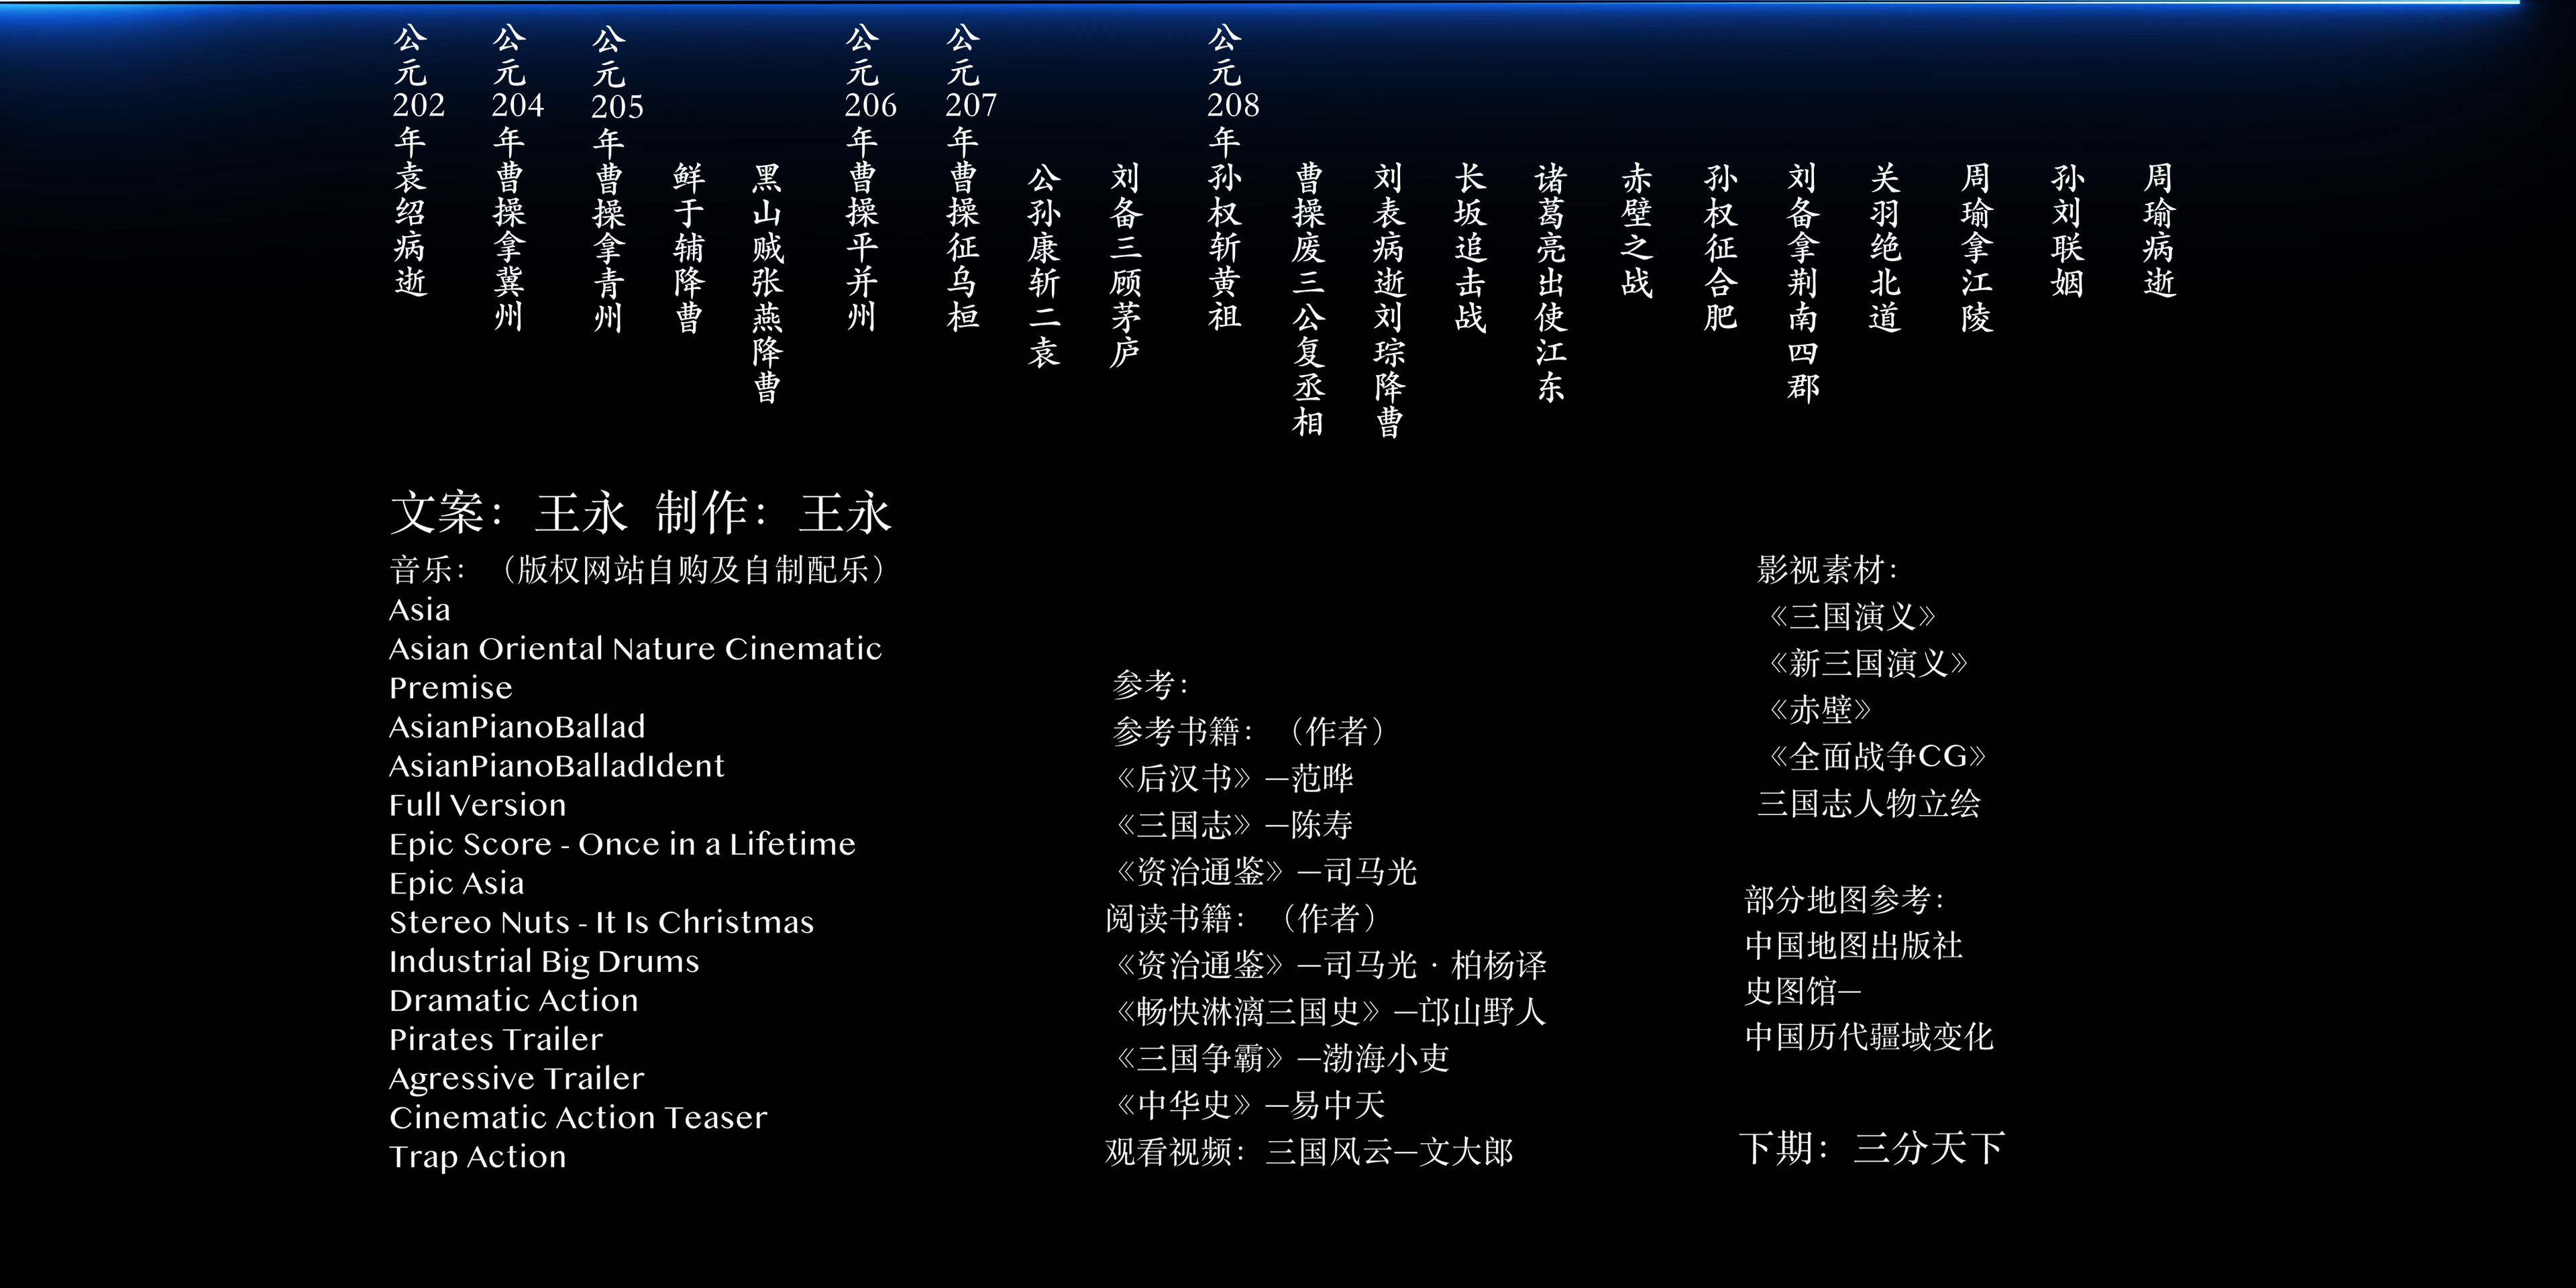 公元202年袁绍病逝
公元204年曹操拿冀州
公元205年曹操拿青州
鲜于辅降曹
黑山贼张燕降曹
公元206年曹操平并州
公元207年曹操征乌桓
公孙康斩二袁
刘备三顾茅庐
公元208年孙权斩黄祖
曹操废三公复丞相
刘表病逝刘琮降曹
长坂追击战
诸葛亮出使江东
赤壁之战
孙权征合肥
刘备拿荆南四郡
关羽绝北道
周瑜拿江陵
孙刘联姻
周瑜病逝
文案：王永 制作：王永
音乐：（版权网站自购及自制配乐）
Asia
Asian Oriental Nature Cinematic
Premise
AsianPianoBallad
AsianPianoBalladIdent
Full Version
Epic Score - Once in a Lifetime
Epic Asia
Stereo Nuts - It Is Christmas
Industrial Big Drums
Dramatic Action
Pirates Trailer
Agressive Trailer
Cinematic Action Teaser
Trap Action
参考：
参考书籍：（作者）
《后汉书》—范晔
《三国志》—陈寿
《资治通鉴》—司马光
阅读书籍：（作者）
《资治通鉴》—司马光·柏杨译
《畅快淋漓三国史》—邙山野人
《三国争霸》—渤海小吏
《中华史》—易中天
观看视频：三国风云—文大郎
影视素材：
《三国演义》
《新三国演义》
《赤壁》
《全面战争CG》
三国志人物立绘
部分地图参考：
中国地图出版社
史图馆—
中国历代疆域变化
下期：三分天下